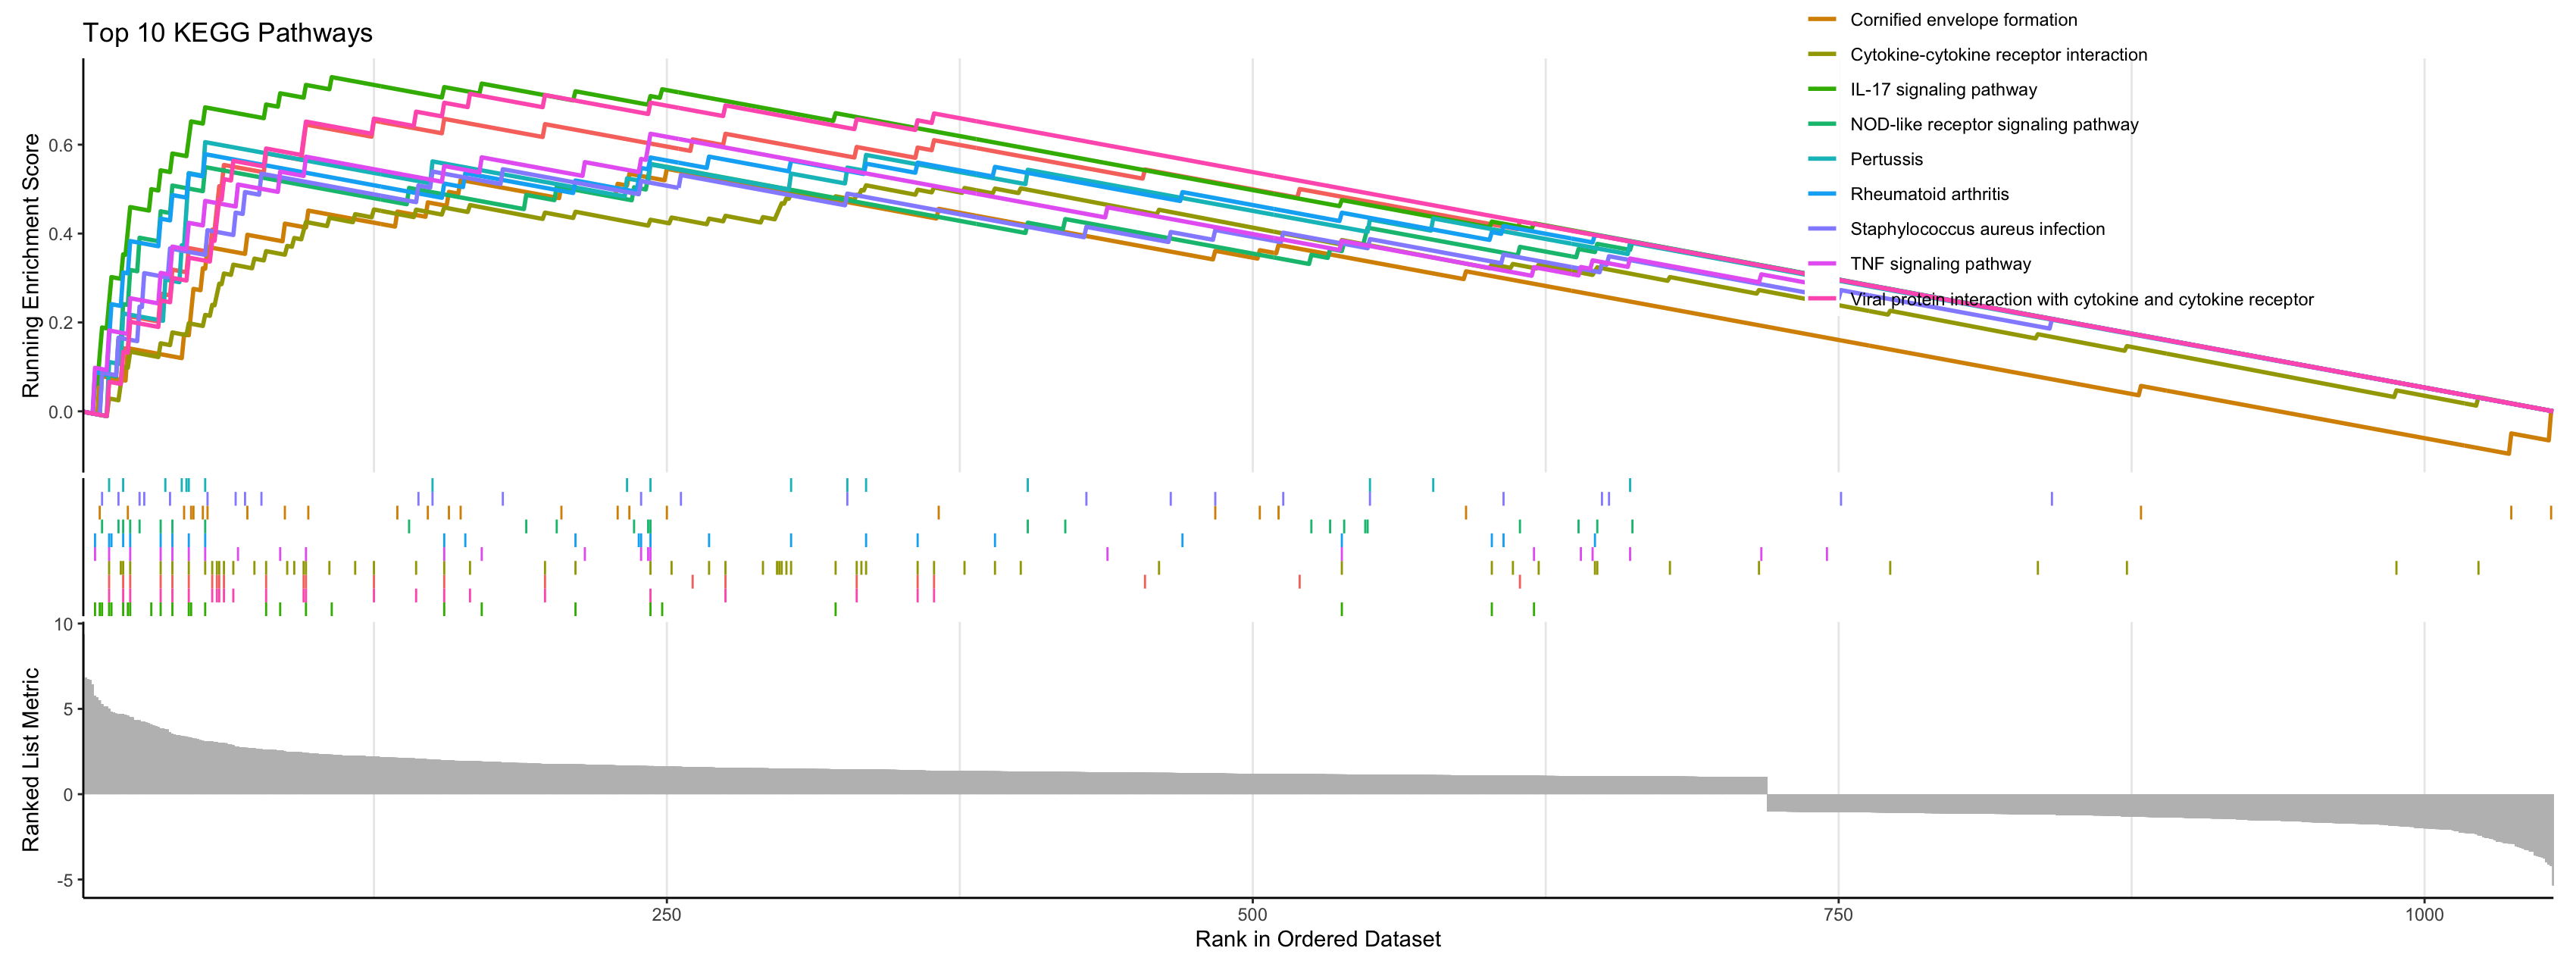 Top 10 KEGG Pathways
Cornified envelope formation
Cytokine-cytokine receptor interaction
IL-17 signaling pathway
NOD-like receptor signaling pathway
Pertussis
Rheumatoid arthritis
Staphylococcus aureus infection
TNF signaling pathway
Viral protein interaction with cytokine and cytokine receptor
Running Enrichment Score
0.6
0.4
0.2
0.0
Ranked List Metric
10
5
0
-5
250
500
750
1000
Rank in Ordered Dataset